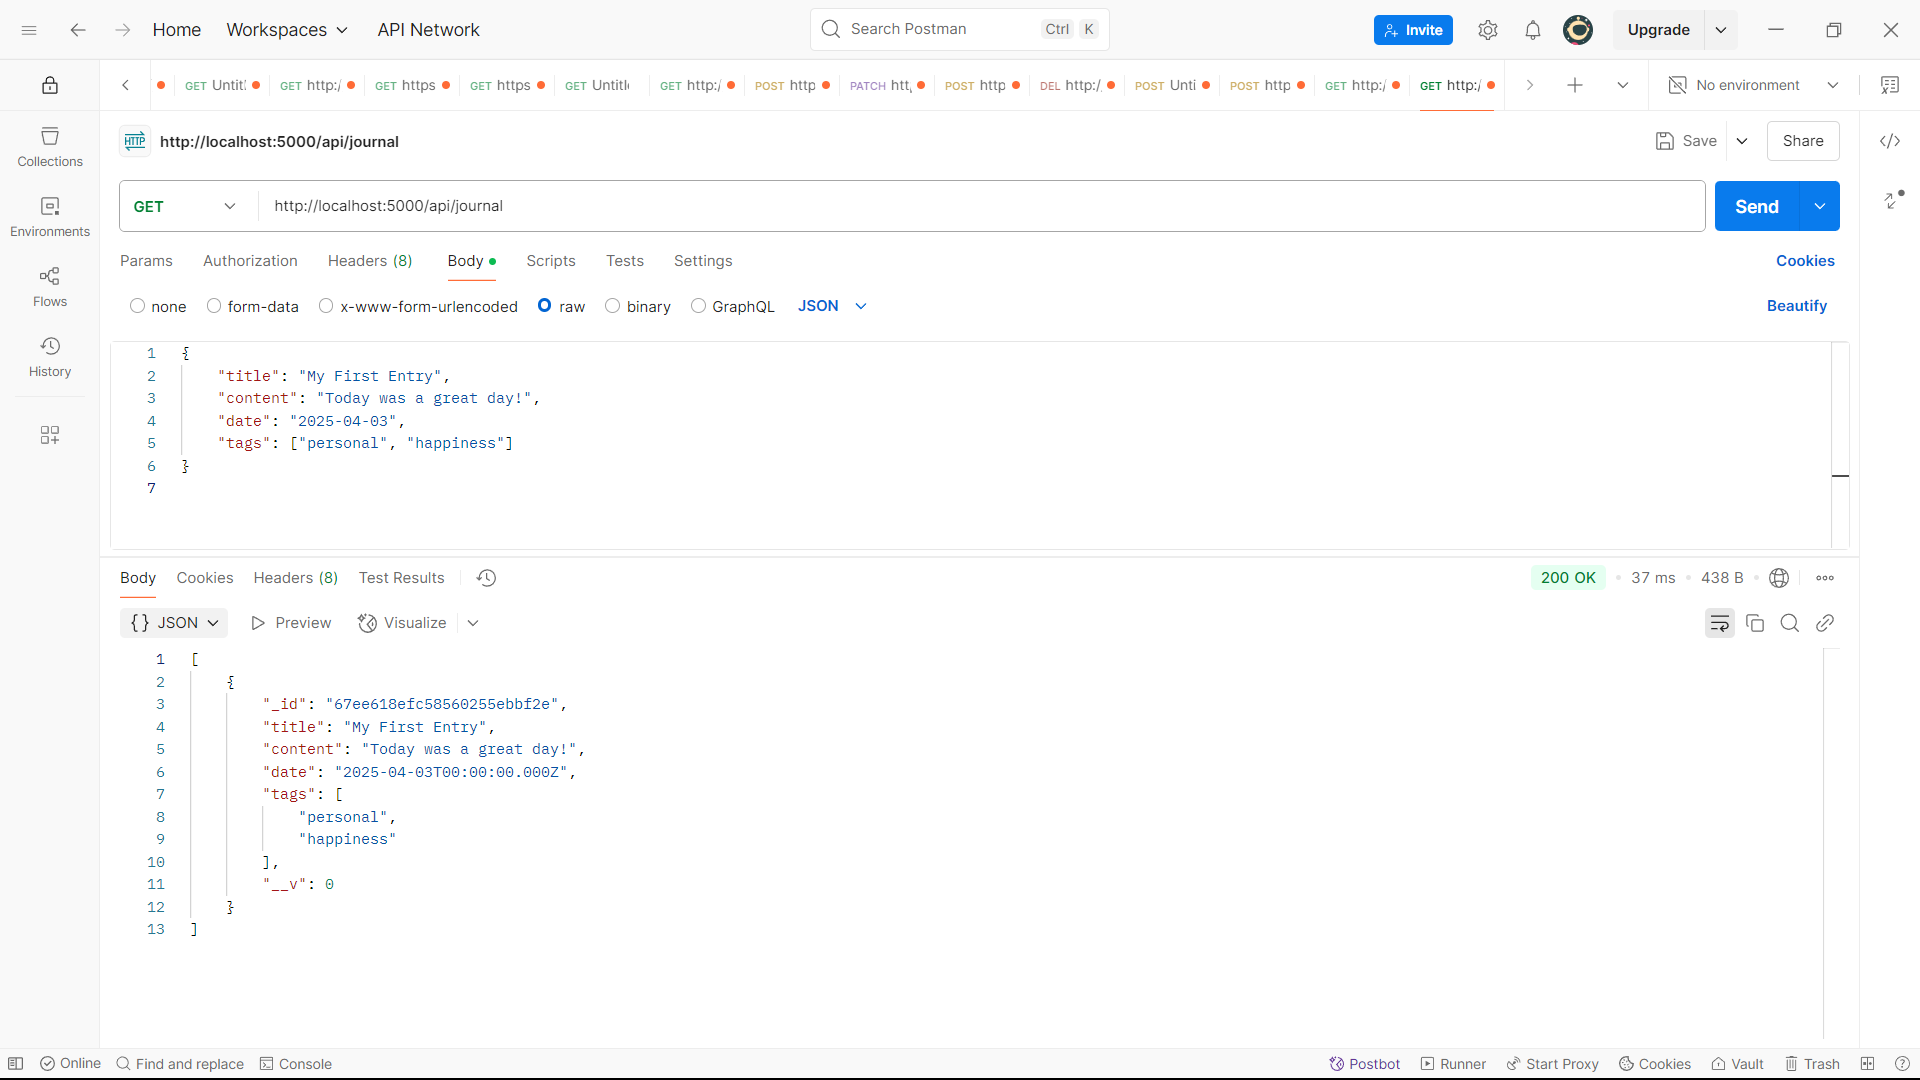 Home Workspaces API Network Search Postman Ctrl K Invite Upgrade
GET Untit GET http:/ GET https GET https GET Untitl GET http:/ POST http PATCH htt POST http DEL http:/ POST Unti POST http GET http:/ GET http:/ No environment
HTTP http://localhost:5000/api/journal Save Share
GET http://localhost:5000/api/journal Send
Params Authorization Headers (8) Body Scripts Tests Settings Cookies
none form-data x-www-form-urlencoded raw binary GraphQL JSON Beautify
Collections
Environments
Flows
History
1 {
2 "title": "My First Entry",
3 "content": "Today was a great day!",
4 "date": "2025-04-03",
5 "tags": ["personal", "happiness"]
6 }
7
Body Cookies Headers (8) Test Results 200 OK • 37 ms • 438 B •
{} JSON Preview Visualize
1 [
2 {
3 "_id": "67ee618efc58560255ebbf2e",
4 "title": "My First Entry",
5 "content": "Today was a great day!",
6 "date": "2025-04-03T00:00:00.000Z",
7 "tags": [
8 "personal",
9 "happiness"
10 ],
11 "__v": 0
12 }
13 ]
Online Find and replace Console Postbot Runner Start Proxy Cookies Vault Trash